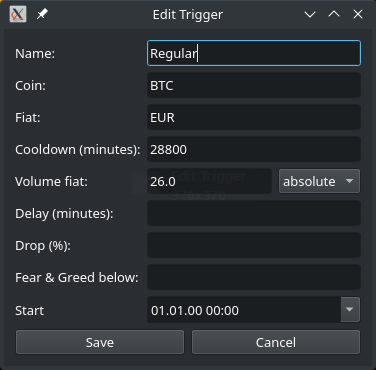 Edit Trigger
Name: Regular
Coin: BTC
Fiat: EUR
Cooldown (minutes): 28800
Volume fiat: 26.0 absolute
Delay (minutes):
Drop (%):
Fear & Greed below:
Start 01.01.00 00:00
Save Cancel